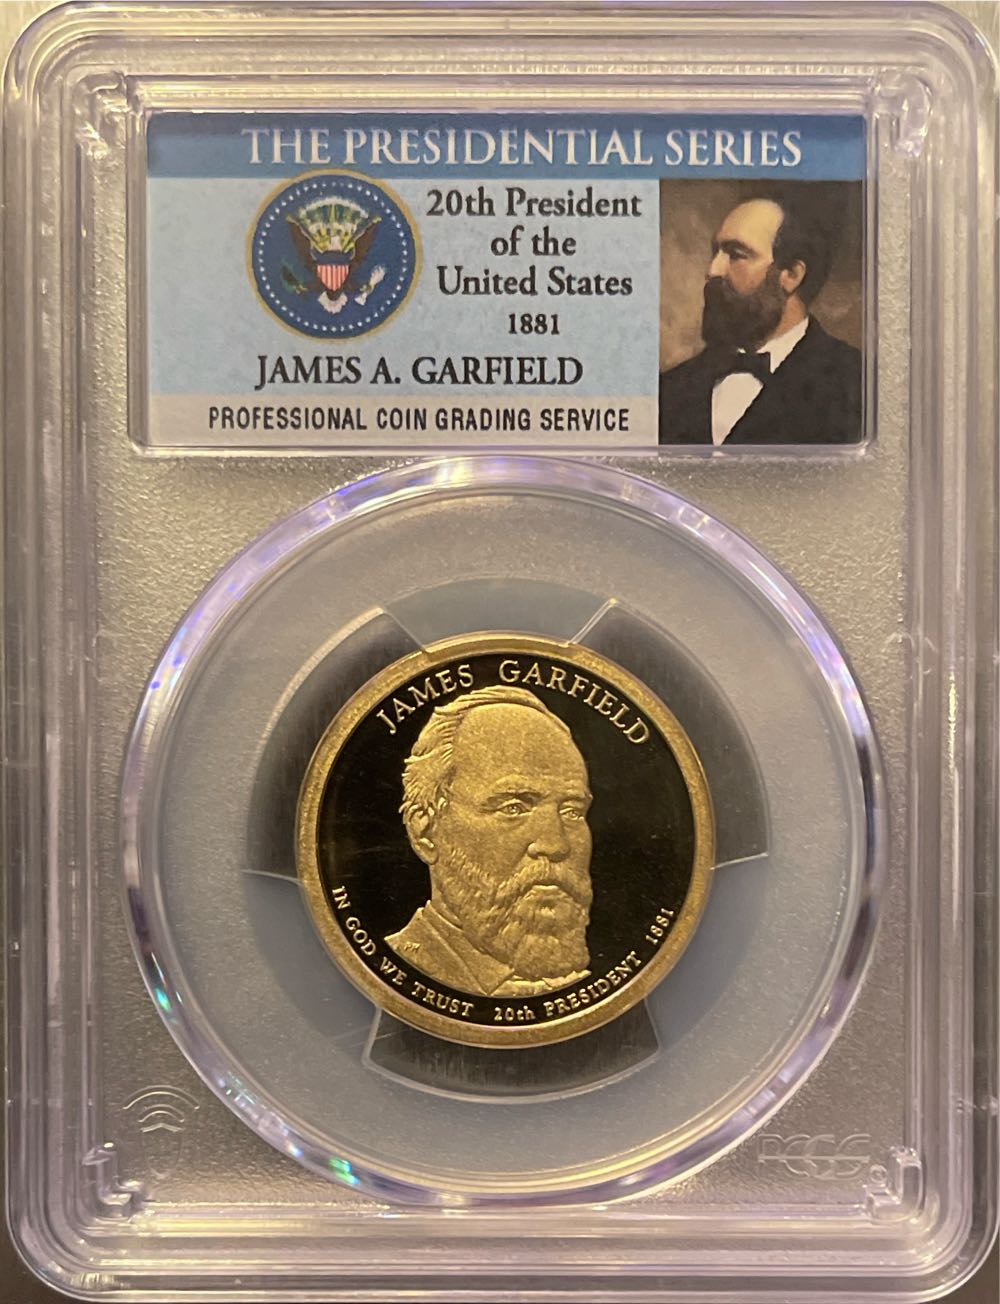 THE PRESIDENTIAL SERIES
20th President
of the
United States
1881
JAMES A. GARFIELD
PROFESSIONAL COIN GRADING SERVICE
JAMES GARFIELD
IN GOD WE TRUST 20th PRESIDENT 1881
PCGS